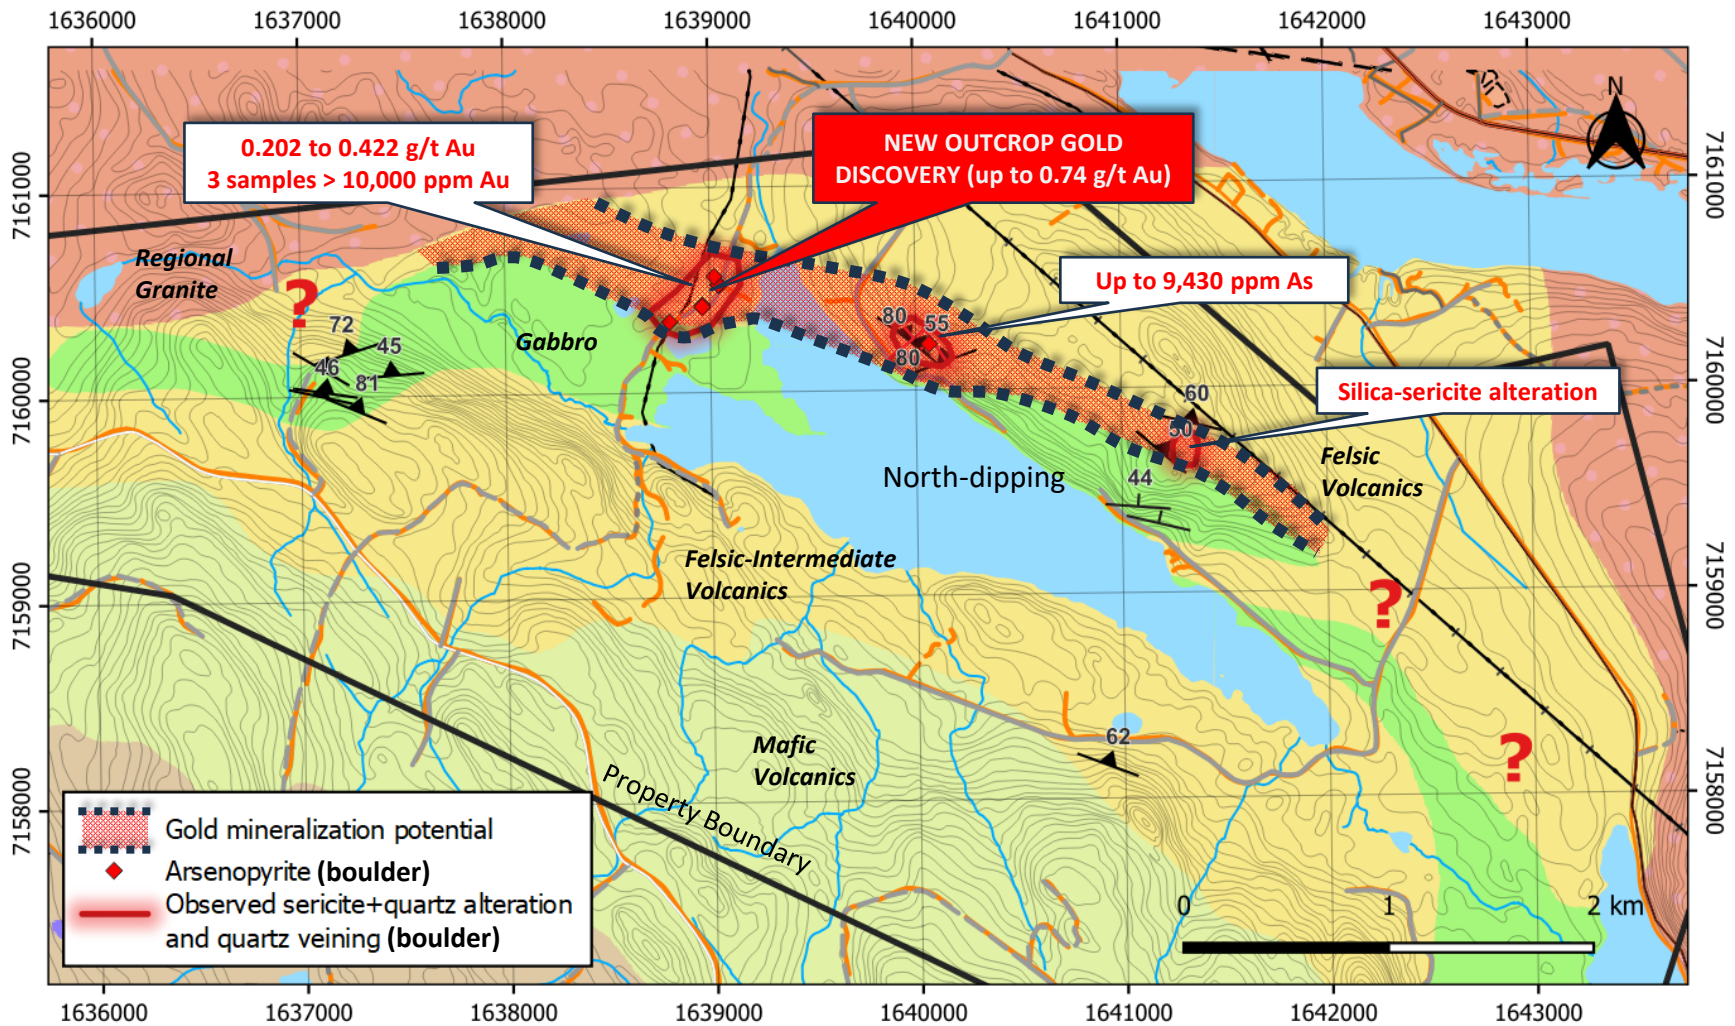 1636000 1637000 1638000 1639000 1640000 1641000 1642000 1643000
N
0.202 to 0.422 g/t Au
3 samples > 10,000 ppm Au
NEW OUTCROP GOLD
DISCOVERY (up to 0.74 g/t Au)
7161000
7161000
Regional
Granite
?
Up to 9,430 ppm As
72
45
46
81
Gabbro
80
55
80
7160000
7160000
Silica-sericite alteration
60
50
44
North-dipping
Felsic
Volcanics
Felsic-Intermediate
Volcanics
7159000
7159000
?
Mafic
Volcanics
62
?
Property Boundary
7158000
7158000
Gold mineralization potential
Arsenopyrite (boulder)
Observed sericite+quartz alteration
and quartz veining (boulder)
0 1 2 km
1636000 1637000 1638000 1639000 1640000 1641000 1642000 1643000